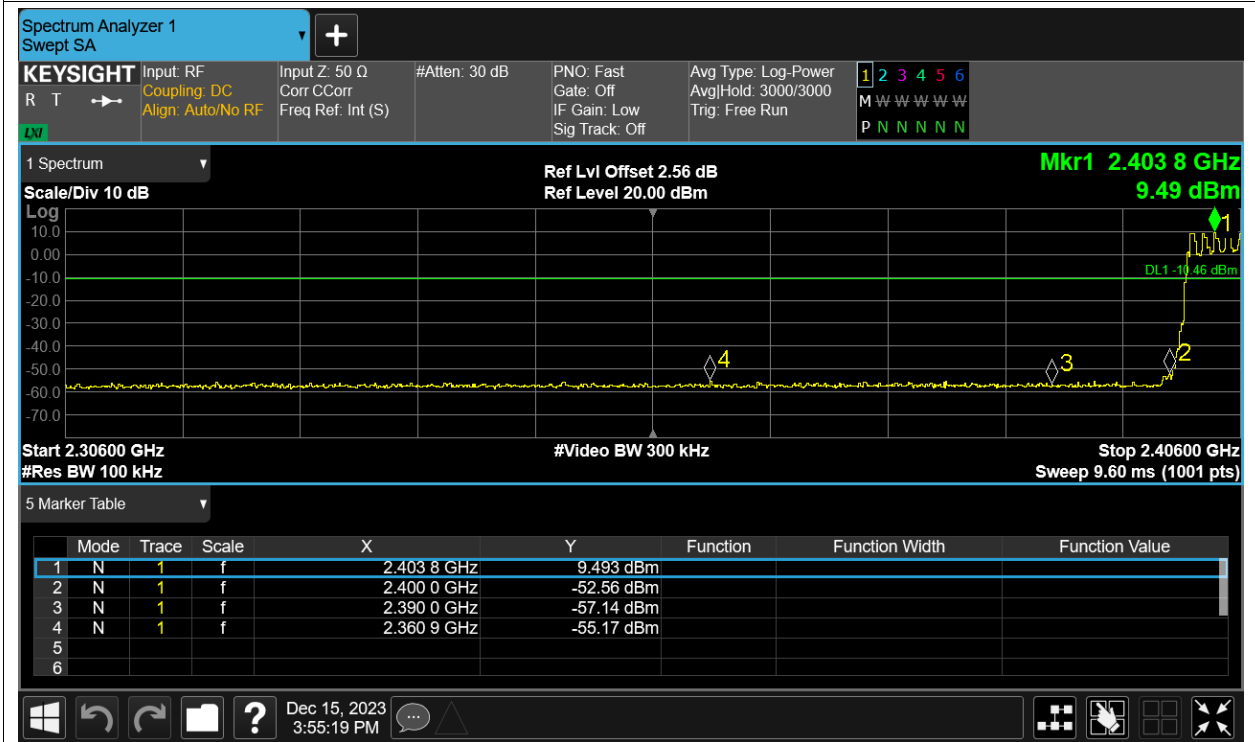 Spectrum Analyzer 1
Swept SA
+
KEYSIGHT
R T
LXI
Input: RF
Coupling: DC
Align: Auto/No RF
Input Z: 50 Ω
Corr CCorr
Freq Ref: Int (S)
#Atten: 30 dB
PNO: Fast
Gate: Off
IF Gain: Low
Sig Track: Off
Avg Type: Log-Power
Avg|Hold: 3000/3000
Trig: Free Run
1 2 3 4 5 6
M W W W W W
P N N N N N
1 Spectrum
Scale/Div 10 dB
Ref Lvl Offset 2.56 dB
Ref Level 20.00 dBm
Mkr1 2.403 8 GHz
9.49 dBm
Log
10.0
0.00
-10.0
-20.0
-30.0
-40.0
-50.0
-60.0
-70.0
1
DL1 -10.46 dBm
4
3
2
Start 2.30600 GHz
#Video BW 300 kHz
Stop 2.40600 GHz
#Res BW 100 kHz
Sweep 9.60 ms (1001 pts)
5 Marker Table
Mode Trace Scale X Y Function Function Width Function Value
1 N 1 f 2.403 8 GHz 9.493 dBm
2 N 1 f 2.400 0 GHz -52.56 dBm
3 N 1 f 2.390 0 GHz -57.14 dBm
4 N 1 f 2.360 9 GHz -55.17 dBm
5
6
?
Dec 15, 2023
3:55:19 PM